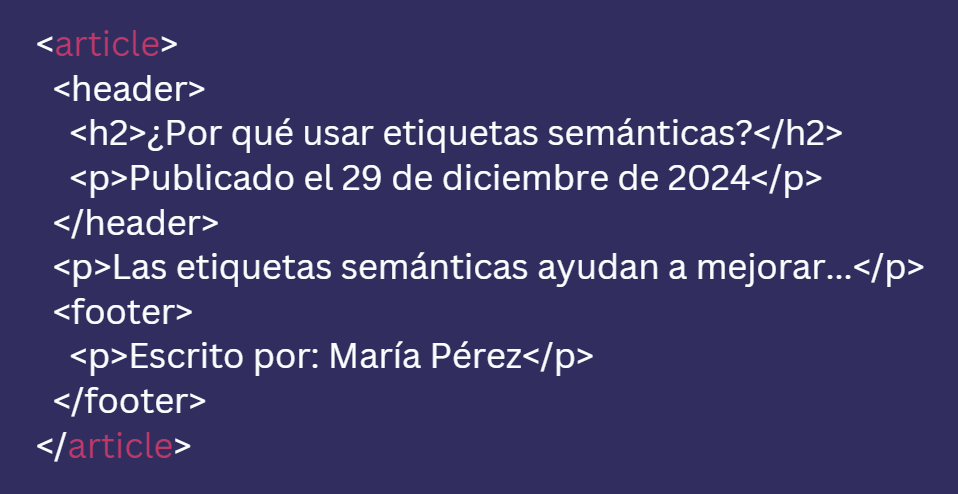 <article>
<header>
<h2>¿Por qué usar etiquetas semánticas?</h2>
<p>Publicado el 29 de diciembre de 2024</p>
</header>
<p>Las etiquetas semánticas ayudan a mejorar...</p>
<footer>
<p>Escrito por: María Pérez</p>
</footer>
</article>